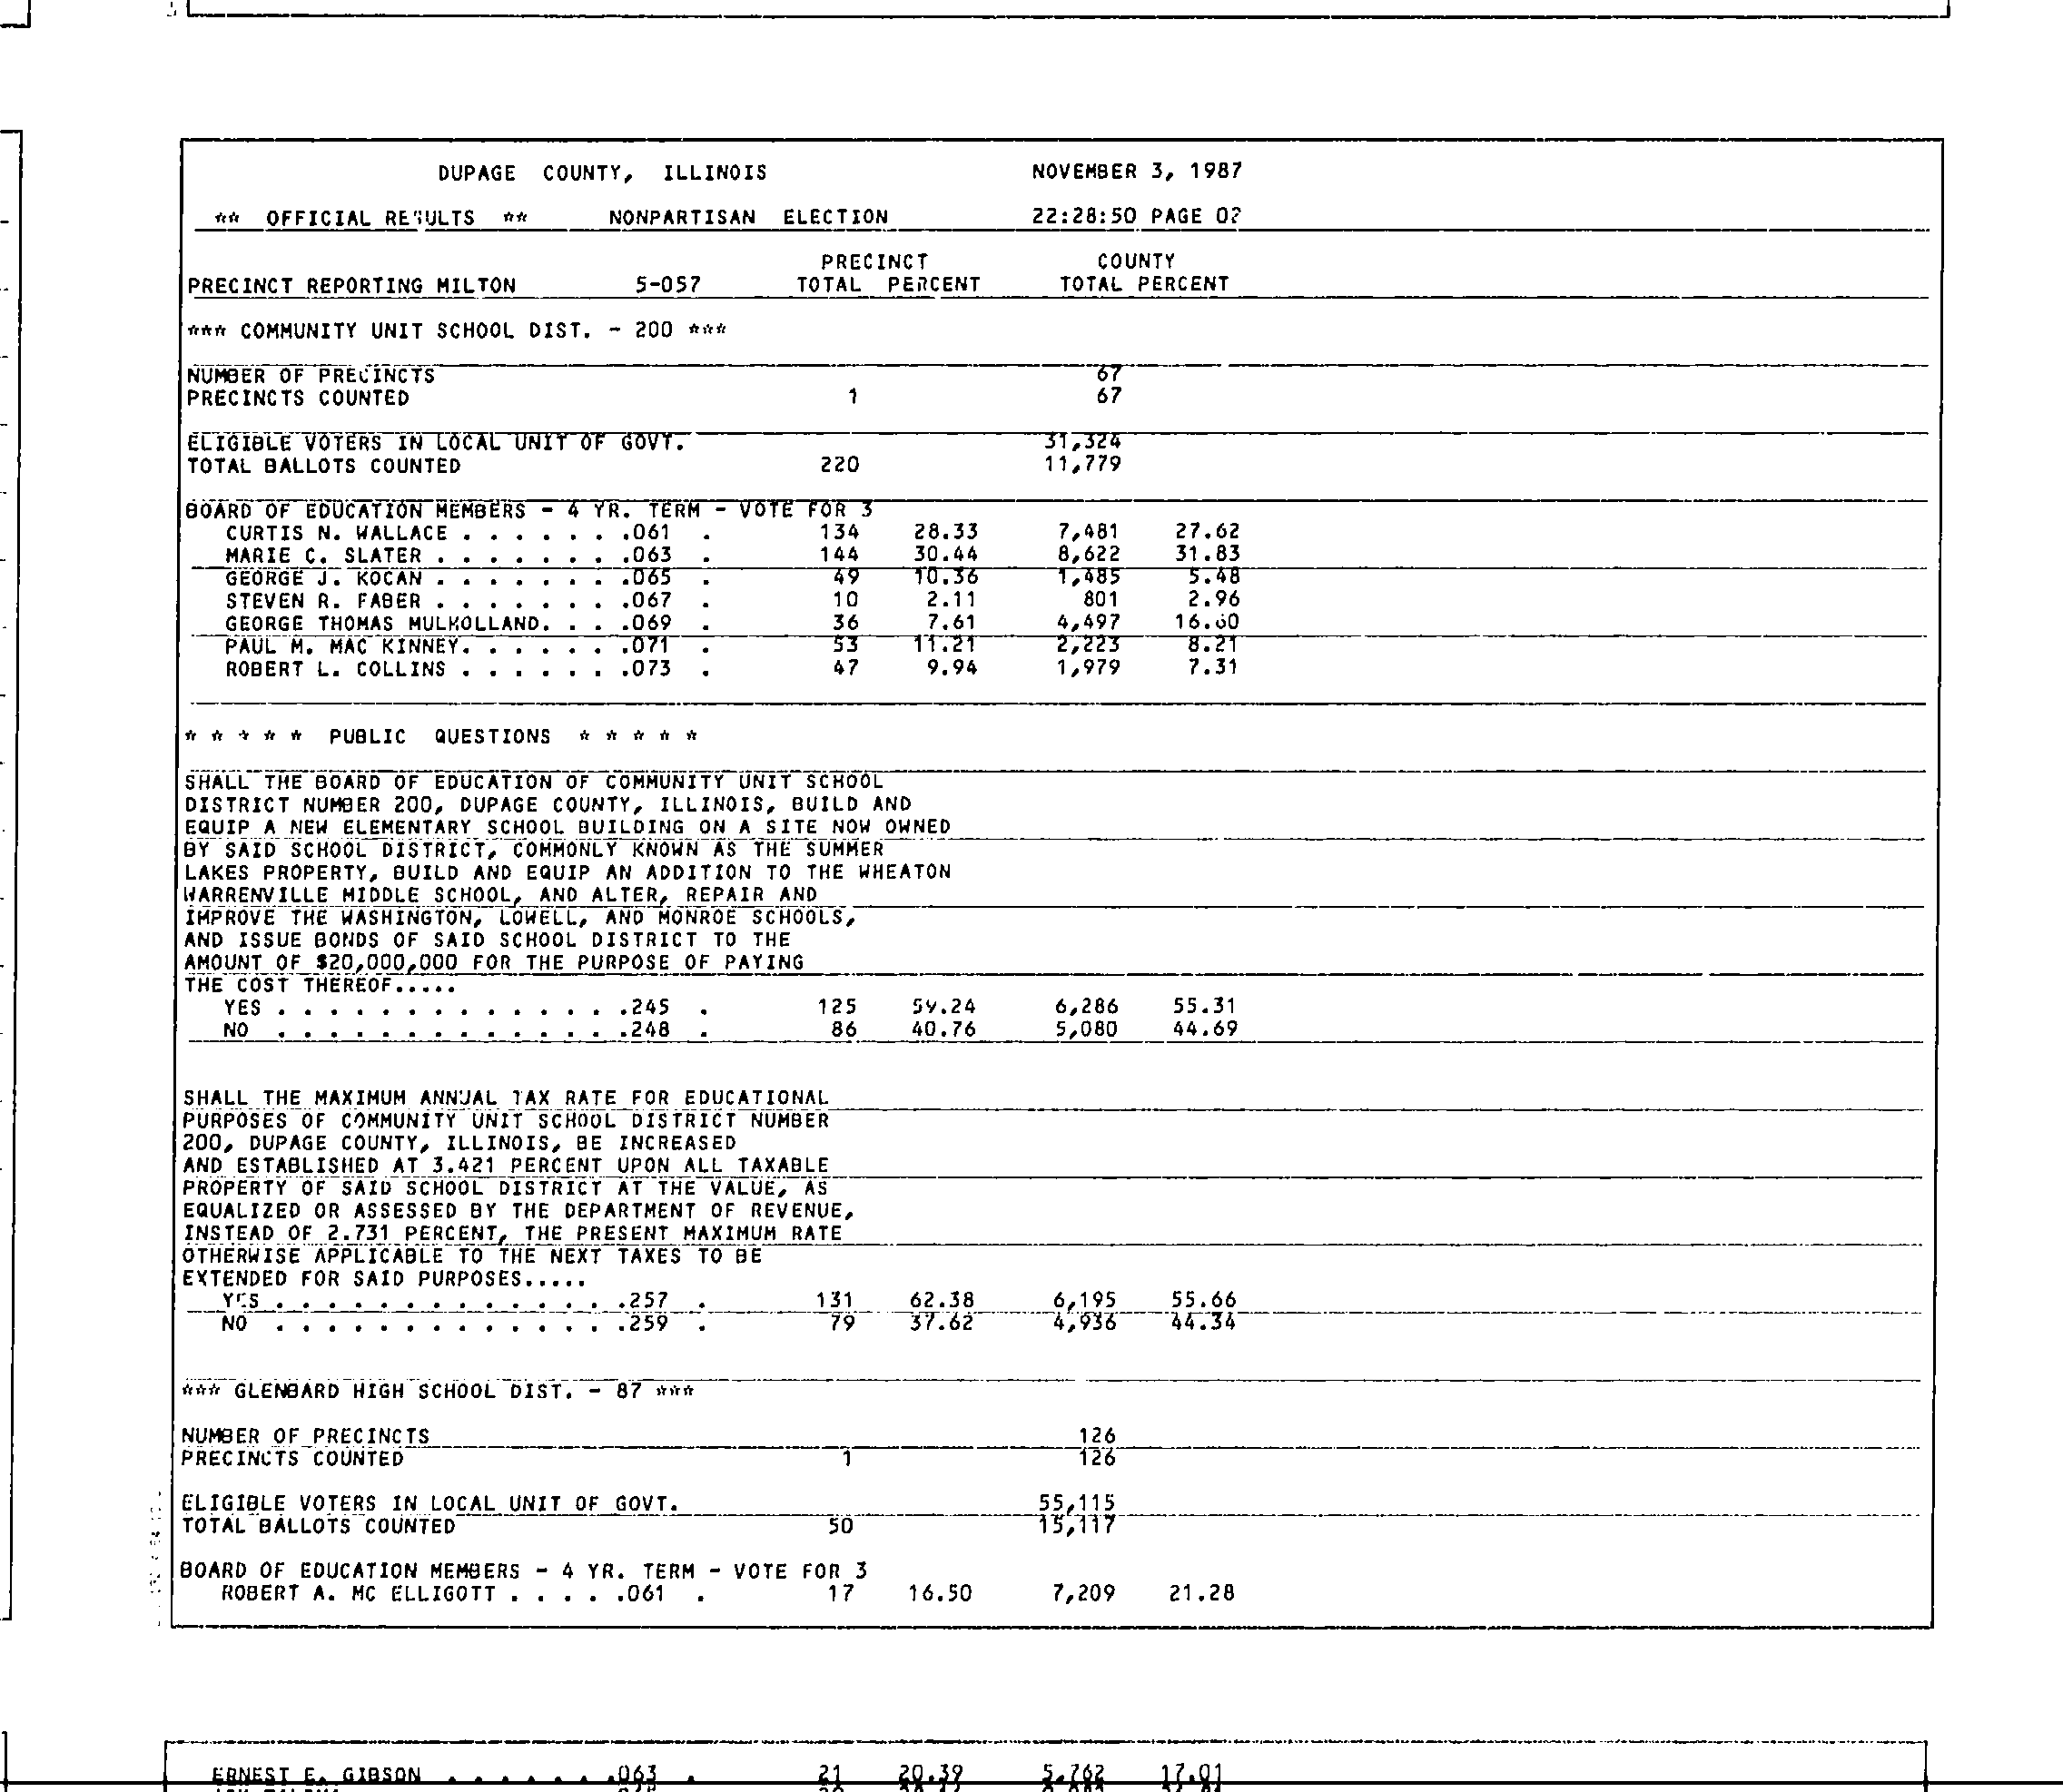 DUPAGE COUNTY, ILLINOIS NOVEMBER 3, 1987
** OFFICIAL RESULTS ** NONPARTISAN ELECTION 22:28:50 PAGE
PRECINCT COUNTY
PRECINCT REPORTING MILTON 5-057 TOTAL PERCENT TOTAL PERCENT
*** COMMUNITY UNIT SCHOOL DIST. - 200 ***
NUMBER OF PRECINCTS 67
PRECINCTS COUNTED 1 67
ELIGIBLE VOTERS IN LOCAL UNIT OF GOVT. 31,324
TOTAL BALLOTS COUNTED 220 11,779
BOARD OF EDUCATION MEMBERS - 4 YR. TERM - VOTE FOR 3
CURTIS N. WALLACE . . . . . . .061 . 134 28.33 7,481 27.62
MARIE C. SLATER . . . . . . . .063 . 144 30.44 8,622 31.83
GEORGE J. KOCAN . . . . . . . .065 . 49 10.36 1,485 5.48
STEVEN R. FABER . . . . . . . .067 . 10 2.11 801 2.96
GEORGE THOMAS MULHOLLAND. . . .069 . 36 7.61 4,497 16.60
PAUL M. MAC KINNEY. . . . . . .071 . 53 11.21 2,223 8.21
ROBERT L. COLLINS . . . . . . .073 . 47 9.94 1,979 7.31
* * * * * PUBLIC QUESTIONS * * * * *
SHALL THE BOARD OF EDUCATION OF COMMUNITY UNIT SCHOOL
DISTRICT NUMBER 200, DUPAGE COUNTY, ILLINOIS, BUILD AND
EQUIP A NEW ELEMENTARY SCHOOL BUILDING ON A SITE NOW OWNED
BY SAID SCHOOL DISTRICT, COMMONLY KNOWN AS THE SUMMER
LAKES PROPERTY, BUILD AND EQUIP AN ADDITION TO THE WHEATON
WARRENVILLE MIDDLE SCHOOL, AND ALTER, REPAIR AND
IMPROVE THE WASHINGTON, LOWELL, AND MONROE SCHOOLS,
AND ISSUE BONDS OF SAID SCHOOL DISTRICT TO THE
AMOUNT OF $20,000,000 FOR THE PURPOSE OF PAYING
THE COST THEREOF.....
YES . . . . . . . . . . . . . .245 . 125 59.24 6,286 55.31
NO . . . . . . . . . . . . . .248 . 86 40.76 5,080 44.69
SHALL THE MAXIMUM ANNUAL TAX RATE FOR EDUCATIONAL
PURPOSES OF COMMUNITY UNIT SCHOOL DISTRICT NUMBER
200, DUPAGE COUNTY, ILLINOIS, BE INCREASED
AND ESTABLISHED AT 3.421 PERCENT UPON ALL TAXABLE
PROPERTY OF SAID SCHOOL DISTRICT AT THE VALUE, AS
EQUALIZED OR ASSESSED BY THE DEPARTMENT OF REVENUE,
INSTEAD OF 2.731 PERCENT, THE PRESENT MAXIMUM RATE
OTHERWISE APPLICABLE TO THE NEXT TAXES TO BE
EXTENDED FOR SAID PURPOSES.....
YES . . . . . . . . . . . . . .257 . 131 62.38 6,195 55.66
NO . . . . . . . . . . . . . .259 . 79 37.62 4,936 44.34
*** GLENBARD HIGH SCHOOL DIST. - 87 ***
NUMBER OF PRECINCTS 126
PRECINCTS COUNTED 1 126
ELIGIBLE VOTERS IN LOCAL UNIT OF GOVT. 55,115
TOTAL BALLOTS COUNTED 50 15,117
BOARD OF EDUCATION MEMBERS - 4 YR. TERM - VOTE FOR 3
ROBERT A. MC ELLIGOTT . . . . .061 . 17 16.50 7,209 21.28
ERNEST E. GIBSON . . . . . . .063 . 21 20.39 5,762 17.01